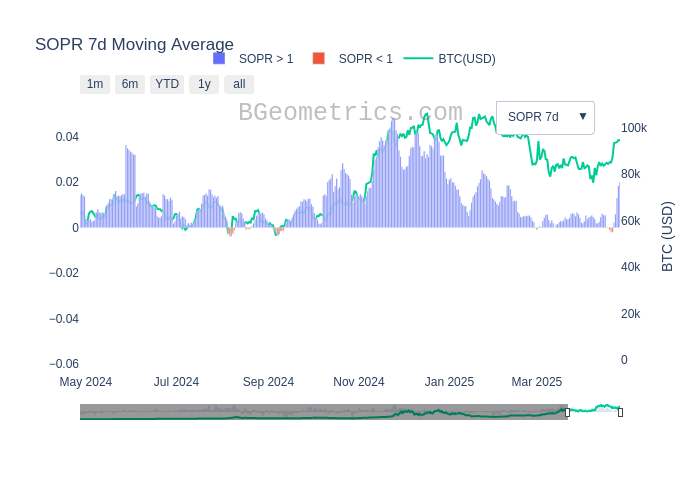 SOPR 7d Moving Average
SOPR > 1
SOPR < 1
BTC(USD)
1m
6m
YTD
1y
all
BGeometrics.com
SOPR 7d
▼
0.04
0.02
0
−0.02
−0.04
−0.06
100k
80k
60k
40k
20k
0
BTC (USD)
May 2024
Jul 2024
Sep 2024
Nov 2024
Jan 2025
Mar 2025